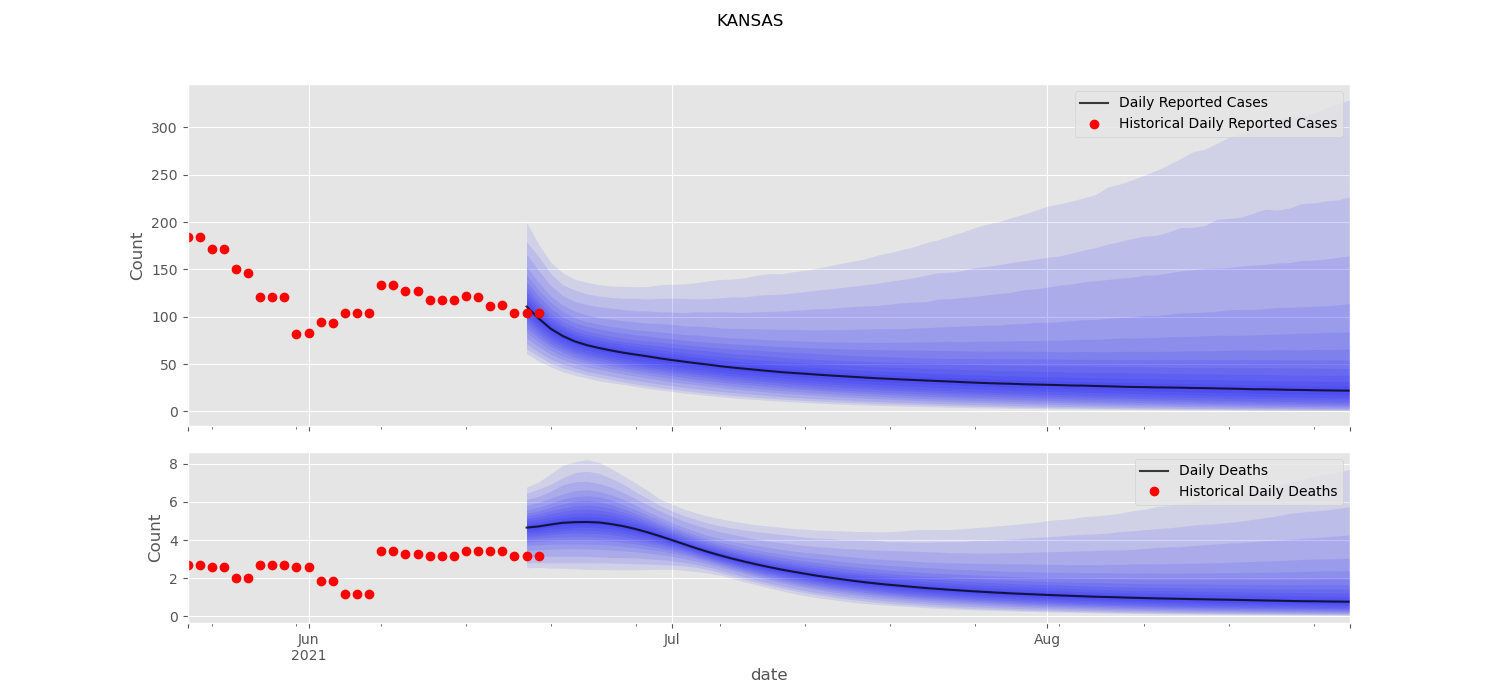 KANSAS
Daily Reported Cases
Historical Daily Reported Cases
300
250
200
150
100
50
0
Count
Daily Deaths
Historical Daily Deaths
8
6
4
2
0
Count
Jun
2021
Jul
Aug
date